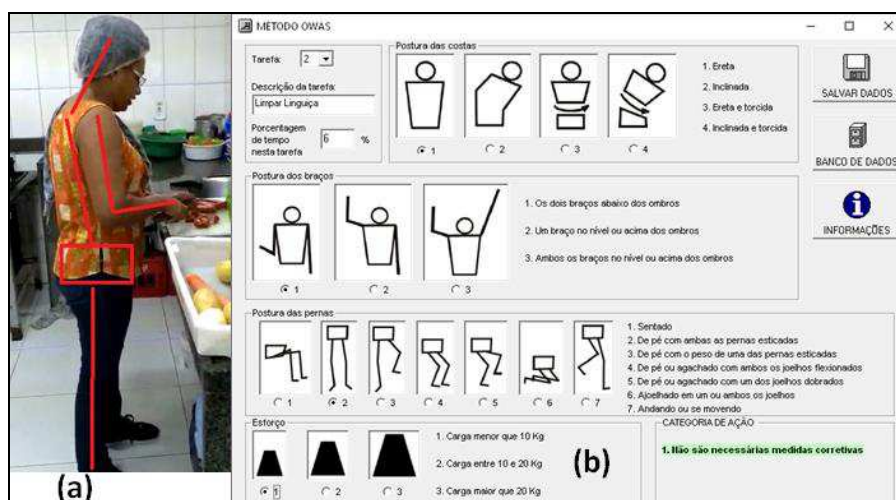 MÉTODO OWAS
Tarefa: 2
Descrição da tarefa:
Limpar Linguiça
Porcentagem
de tempo
nesta tarefa 6 %
Postura das costas
1 2 3 4
1. Ereta
2. Inclinada
3. Ereta e torcida
4. Inclinada e torcida
SALVAR DADOS
BANCO DE DADOS
INFORMAÇÕES
Postura dos braços
1 2 3
1. Os dois braços abaixo dos ombros
2. Um braço no nível ou acima dos ombros
3. Ambos os braços no nível ou acima dos ombros
Postura das pernas
1 2 3 4 5 6 7
1. Sentado
2. De pé com ambas as pernas esticadas
3. De pé com o peso de uma das pernas esticadas
4. De pé ou agachado com ambos os joelhos flexionados
5. De pé ou agachado com um dos joelhos dobrados
6. Ajoelhado em um ou ambos os joelhos
7. Andando ou se movendo
Esforço
1 2 3
1. Carga menor que 10 Kg
2. Carga entre 10 e 20 Kg
3. Carga maior que 20 Kg
CATEGORIA DE AÇÃO
1. Não são necessárias medidas corretivas
(a)
(b)